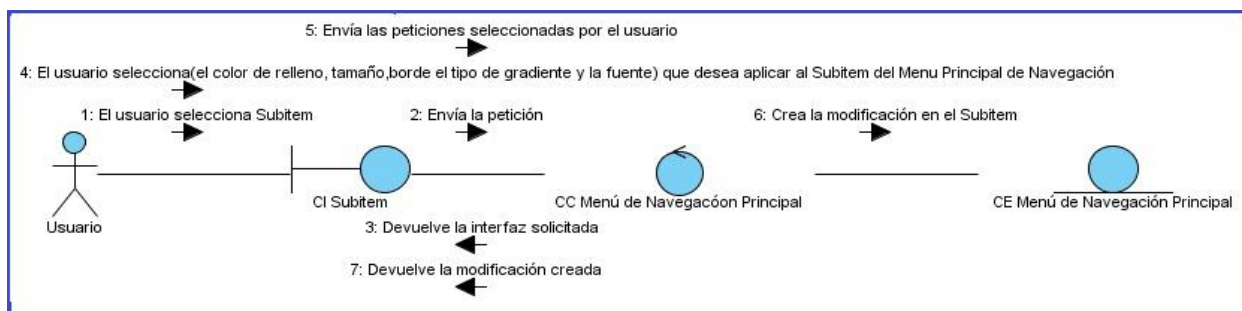 5: Envía las peticiones seleccionadas por el usuario
4: El usuario selecciona(el color de relleno, tamaño,borde el tipo de gradiente y la fuente) que desea aplicar al Subitem del Menu Principal de Navegación
1: El usuario selecciona Subitem
2: Envía la petición
6: Crea la modificación en el Subitem
Usuario
CI Subitem
CC Menú de Navegacóon Principal
CE Menú de Navegación Principal
3: Devuelve la interfaz solicitada
7: Devuelve la modificación creada